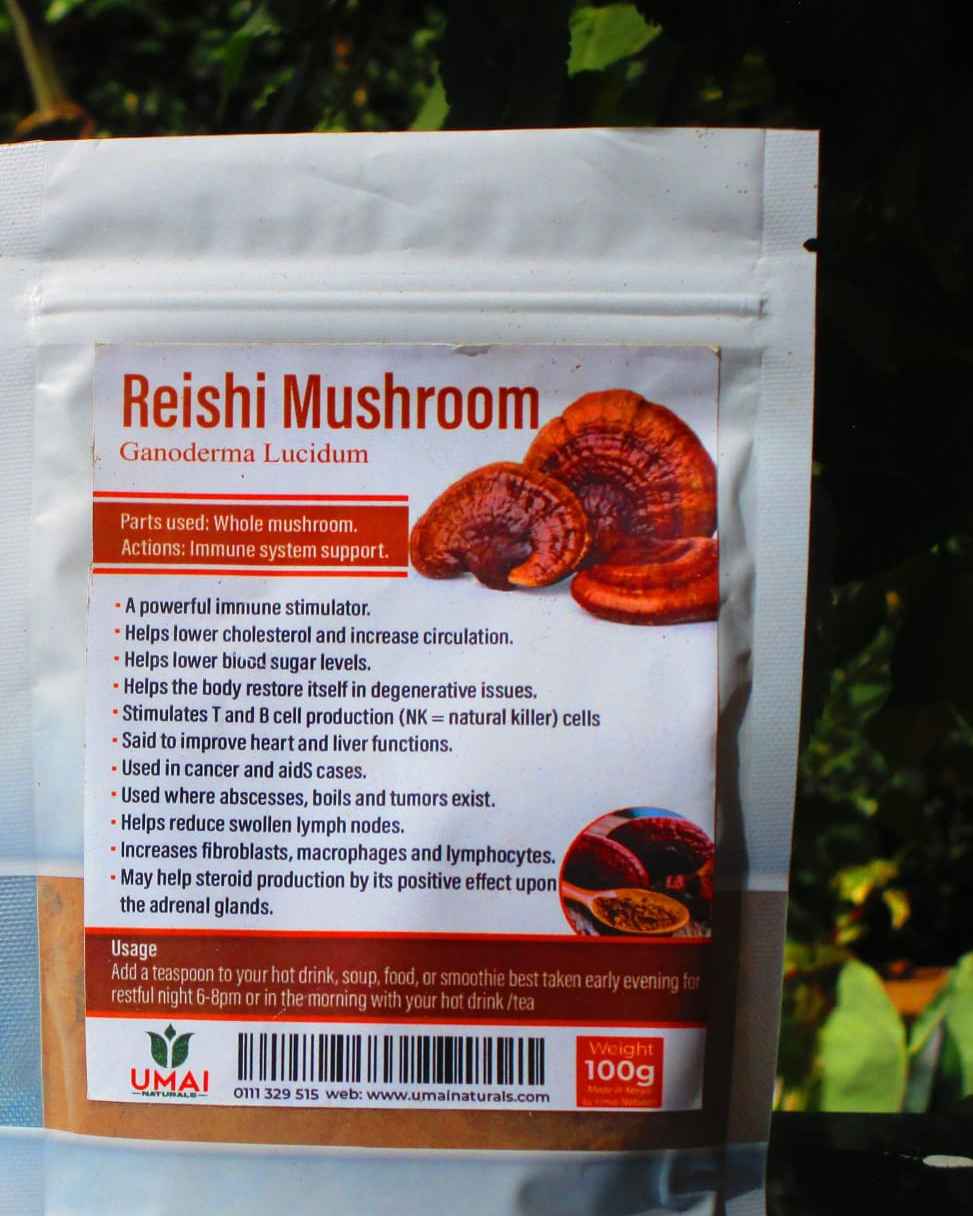 Reishi Mushroom
Ganoderma Lucidum
Parts used: Whole mushroom.
Actions: Immune system support.
· A powerful immune stimulator.
· Helps lower cholesterol and increase circulation.
· Helps lower blood sugar levels.
· Helps the body restore itself in degenerative issues.
· Stimulates T and B cell production (NK = natural killer) cells
· Said to improve heart and liver functions.
· Used in cancer and aidS cases.
· Used where abscesses, boils and tumors exist.
· Helps reduce swollen lymph nodes.
· Increases fibroblasts, macrophages and lymphocytes.
· May help steroid production by its positive effect upon
the adrenal glands.
Usage
Add a teaspoon to your hot drink, soup, food, or smoothie best taken early evening for
restful night 6-8pm or in the morning with your hot drink /tea
UMAI
NATURALS
0111 329 515 web: www.umainaturals.com
Weight
100g
Made in Kenya
by Umai Naturals